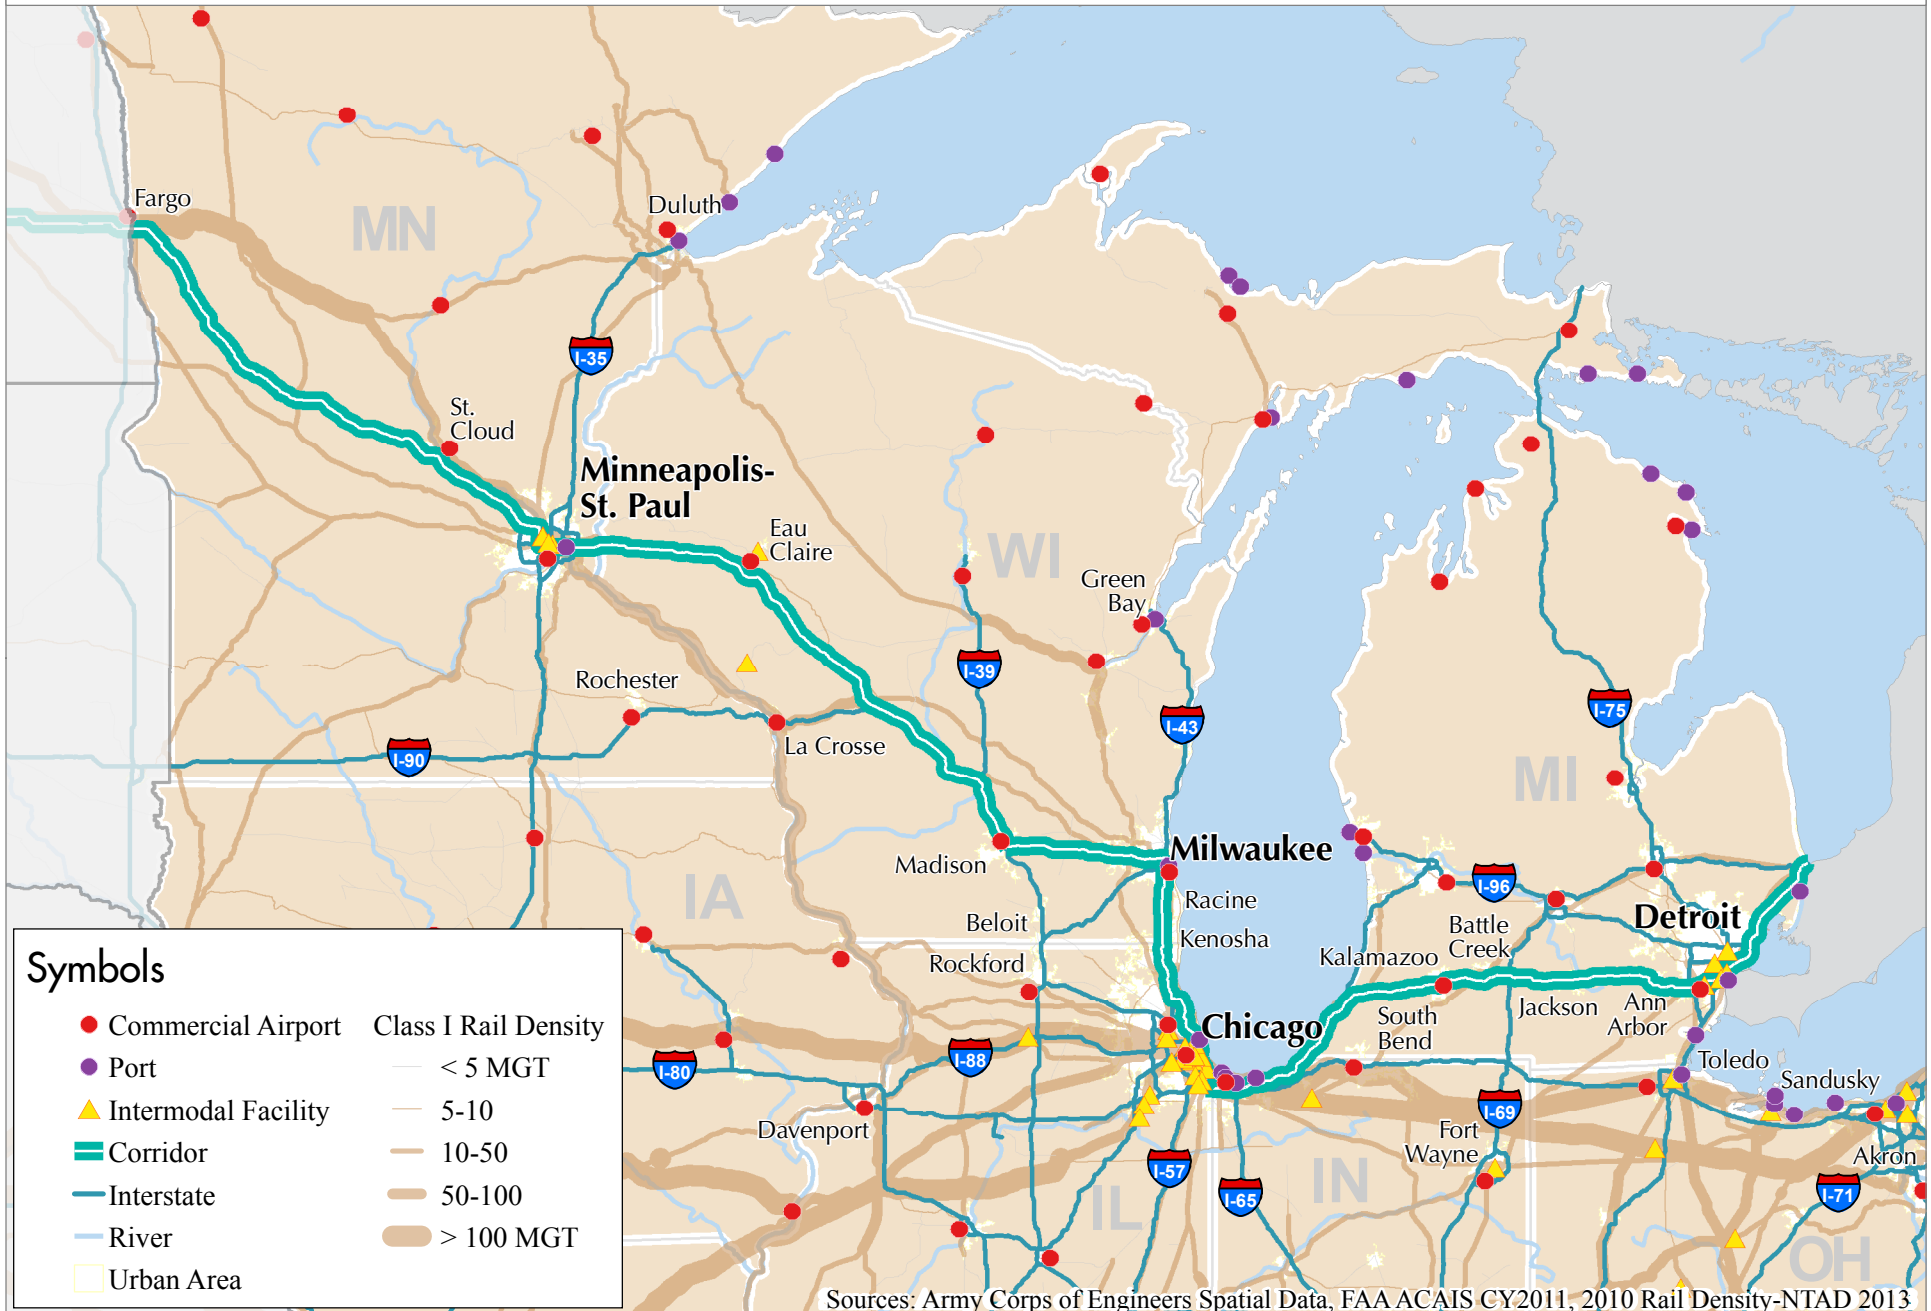 Fargo
MN
Duluth
I-35
St.
Cloud
Minneapolis-
St. Paul
Eau
Claire
WI
Green
Bay
Rochester
I-39
I-43
I-75
La Crosse
I-90
MI
Madison
Milwaukee
IA
Racine
I-96
Beloit
Kenosha
Battle
Creek
Detroit
Rockford
Kalamazoo
Chicago
South
Bend
Jackson
Ann
Arbor
I-80
I-88
Toledo
Sandusky
Davenport
I-69
Fort
Wayne
I-57
I-65
IN
IL
Akron
I-71
OH
Symbols
Commercial Airport
Port
Intermodal Facility
Corridor
Interstate
River
Urban Area
Class I Rail Density
< 5 MGT
5-10
10-50
50-100
> 100 MGT
Sources: Army Corps of Engineers Spatial Data, FAA ACAIS CY2011, 2010 Rail Density-NTAD 2013